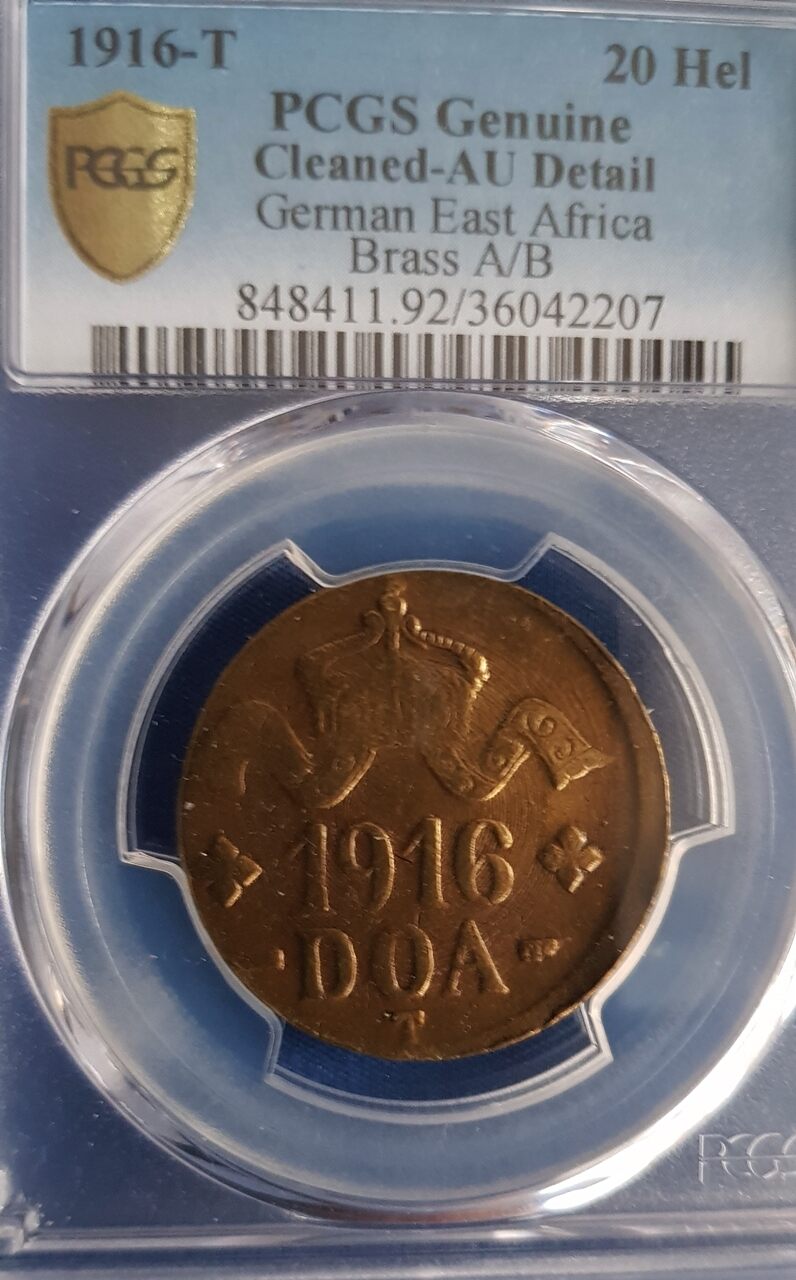 1916-T 20 Hel
PCGS Genuine
PCGS
Cleaned-AU Detail
German East Africa
Brass A/B
848411.92/36042207
1916
DOA
T
PCGS